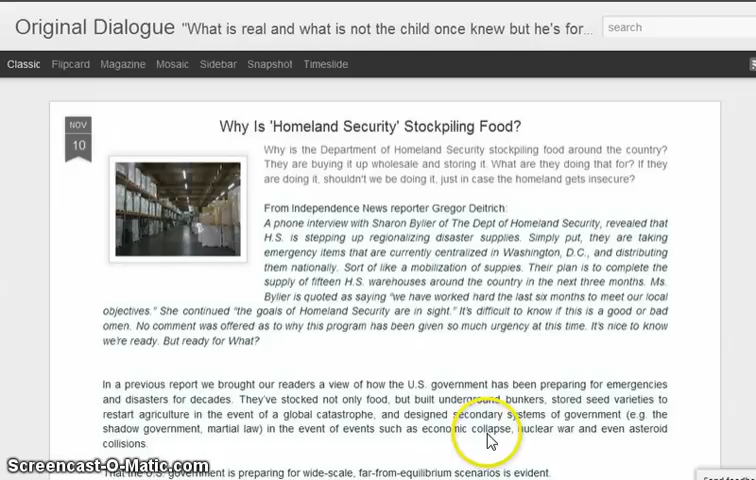 Original Dialogue "What is real and what is not the child once knew but he's for...
search
Classic Flipcard Magazine Mosaic Sidebar Snapshot Timeslide
NOV
10
Why Is 'Homeland Security' Stockpiling Food?
Why is the Department of Homeland Security stockpiling food around the country?
They are buying it up wholesale and storing it. What are they doing that for? If they
are doing it, shouldn't we be doing it, just in case the homeland gets insecure?
From Independence News reporter Gregor Deitrich:
A phone interview with Sharon Bylier of The Dept of Homeland Security, revealed that
H.S. is stepping up regionalizing disaster supplies. Simply put, they are taking
emergency items that are currently centralized in Washington, D.C., and distributing
them nationally. Sort of like a mobilization of suppies. Their plan is to complete the
supply of fifteen H.S. warehouses around the country in the next three months. Ms.
Bylier is quoted as saying "we have worked hard the last six months to meet our local
objectives." She continued "the goals of Homeland Security are in sight." It's difficult to know if this is a good or bad
omen. No comment was offered as to why this program has been given so much urgency at this time. It's nice to know
we're ready. But ready for What?
In a previous report we brought our readers a view of how the U.S. government has been preparing for emergencies
and disasters for decades. They've stocked not only food, but built underground bunkers, stored seed varieties to
restart agriculture in the event of a global catastrophe, and designed secondary systems of government (e.g. the
shadow government, martial law) in the event of events such as economic collapse, nuclear war and even asteroid
collisions.
That the U.S. government is preparing for wide-scale, far-from-equilibrium scenarios is evident.
Screencast-O-Matic.com
Send feedback